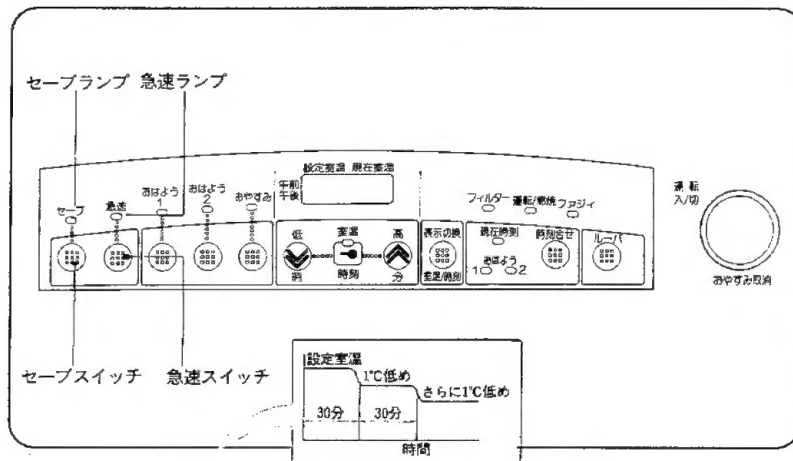 セーブランプ 急速ランプ
設定室温 現在室温
午前
午後
運転
入/切
セーブ 急速 おはよう
1 おはよう
2 おやすみ
フィルター 運転/燃焼 ファジィ
低 室温 高 表示切換 現在時刻 時刻合せ ルーバ
時 時刻 分 室温/時刻 おはよう
1 2
おやすみ取消
セーブスイッチ 急速スイッチ
設定室温
1℃低め
さらに1℃低め
30分 30分
時間